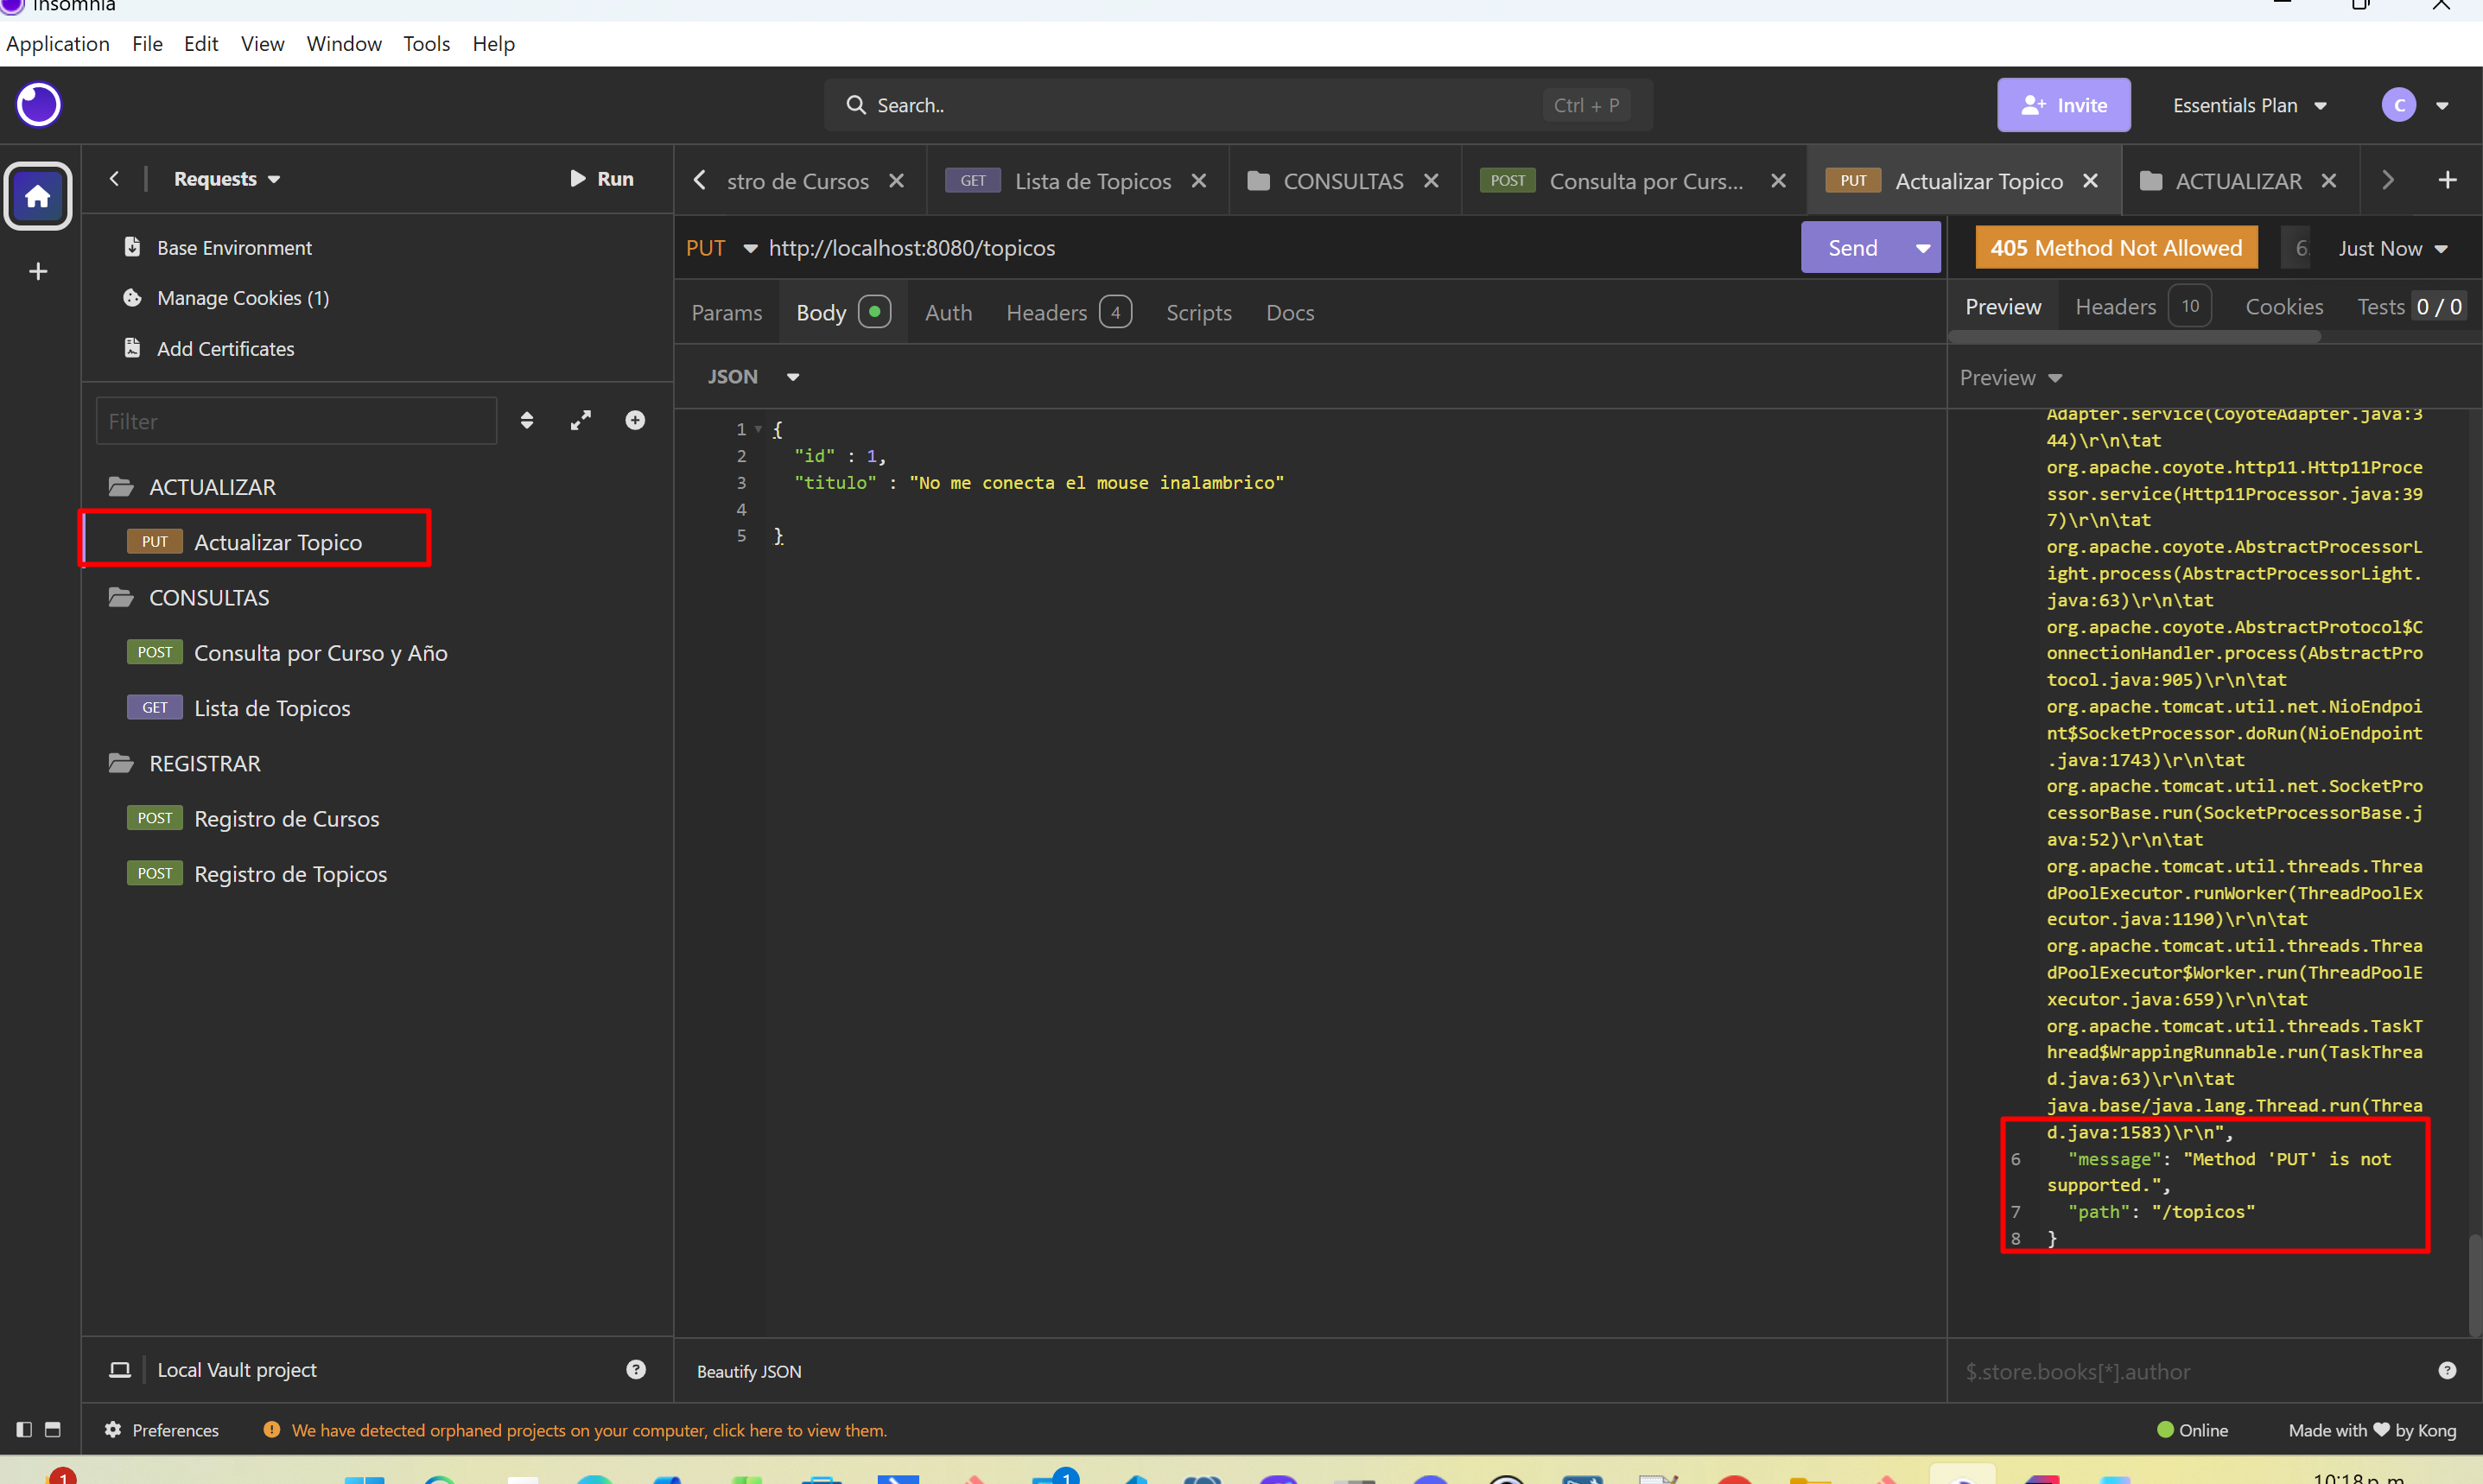 Insomnia
Application File Edit View Window Tools Help
Search.. Ctrl + P
Invite
Essentials Plan
C
Requests
Run
stro de Cursos
GET Lista de Topicos
CONSULTAS
POST Consulta por Curs...
PUT Actualizar Topico
ACTUALIZAR
Base Environment
Manage Cookies (1)
Add Certificates
Filter
ACTUALIZAR
PUT Actualizar Topico
CONSULTAS
POST Consulta por Curso y Año
GET Lista de Topicos
REGISTRAR
POST Registro de Cursos
POST Registro de Topicos
PUT http://localhost:8080/topicos
Send
Params Body Auth Headers 4 Scripts Docs
JSON
1 {
2 "id" : 1,
3 "titulo" : "No me conecta el mouse inalambrico"
4
5 }
405 Method Not Allowed
6
Just Now
Preview Headers 10 Cookies Tests 0 / 0
Preview
Adapter.service(CoyoteAdapter.java:3
44)\r\n\tat
org.apache.coyote.http11.Http11Proce
ssor.service(Http11Processor.java:39
7)\r\n\tat
org.apache.coyote.AbstractProcessorL
ight.process(AbstractProcessorLight.
java:63)\r\n\tat
org.apache.coyote.AbstractProtocol$C
onnectionHandler.process(AbstractPro
tocol.java:905)\r\n\tat
org.apache.tomcat.util.net.NioEndpoi
nt$SocketProcessor.doRun(NioEndpoint
.java:1743)\r\n\tat
org.apache.tomcat.util.net.SocketPro
cessorBase.run(SocketProcessorBase.j
ava:52)\r\n\tat
org.apache.tomcat.util.threads.Threa
dPoolExecutor.runWorker(ThreadPoolEx
ecutor.java:1190)\r\n\tat
org.apache.tomcat.util.threads.Threa
dPoolExecutor$Worker.run(ThreadPoolE
xecutor.java:659)\r\n\tat
org.apache.tomcat.util.threads.TaskT
hread$WrappingRunnable.run(TaskThrea
d.java:63)\r\n\tat
java.base/java.lang.Thread.run(Threa
d.java:1583)\r\n",
6 "message": "Method 'PUT' is not
supported.",
7 "path": "/topicos"
8 }
Local Vault project
Beautify JSON
$.store.books[*].author
Preferences
We have detected orphaned projects on your computer, click here to view them.
Online
Made with ❤ by Kong
1
1
10:18 p. m.